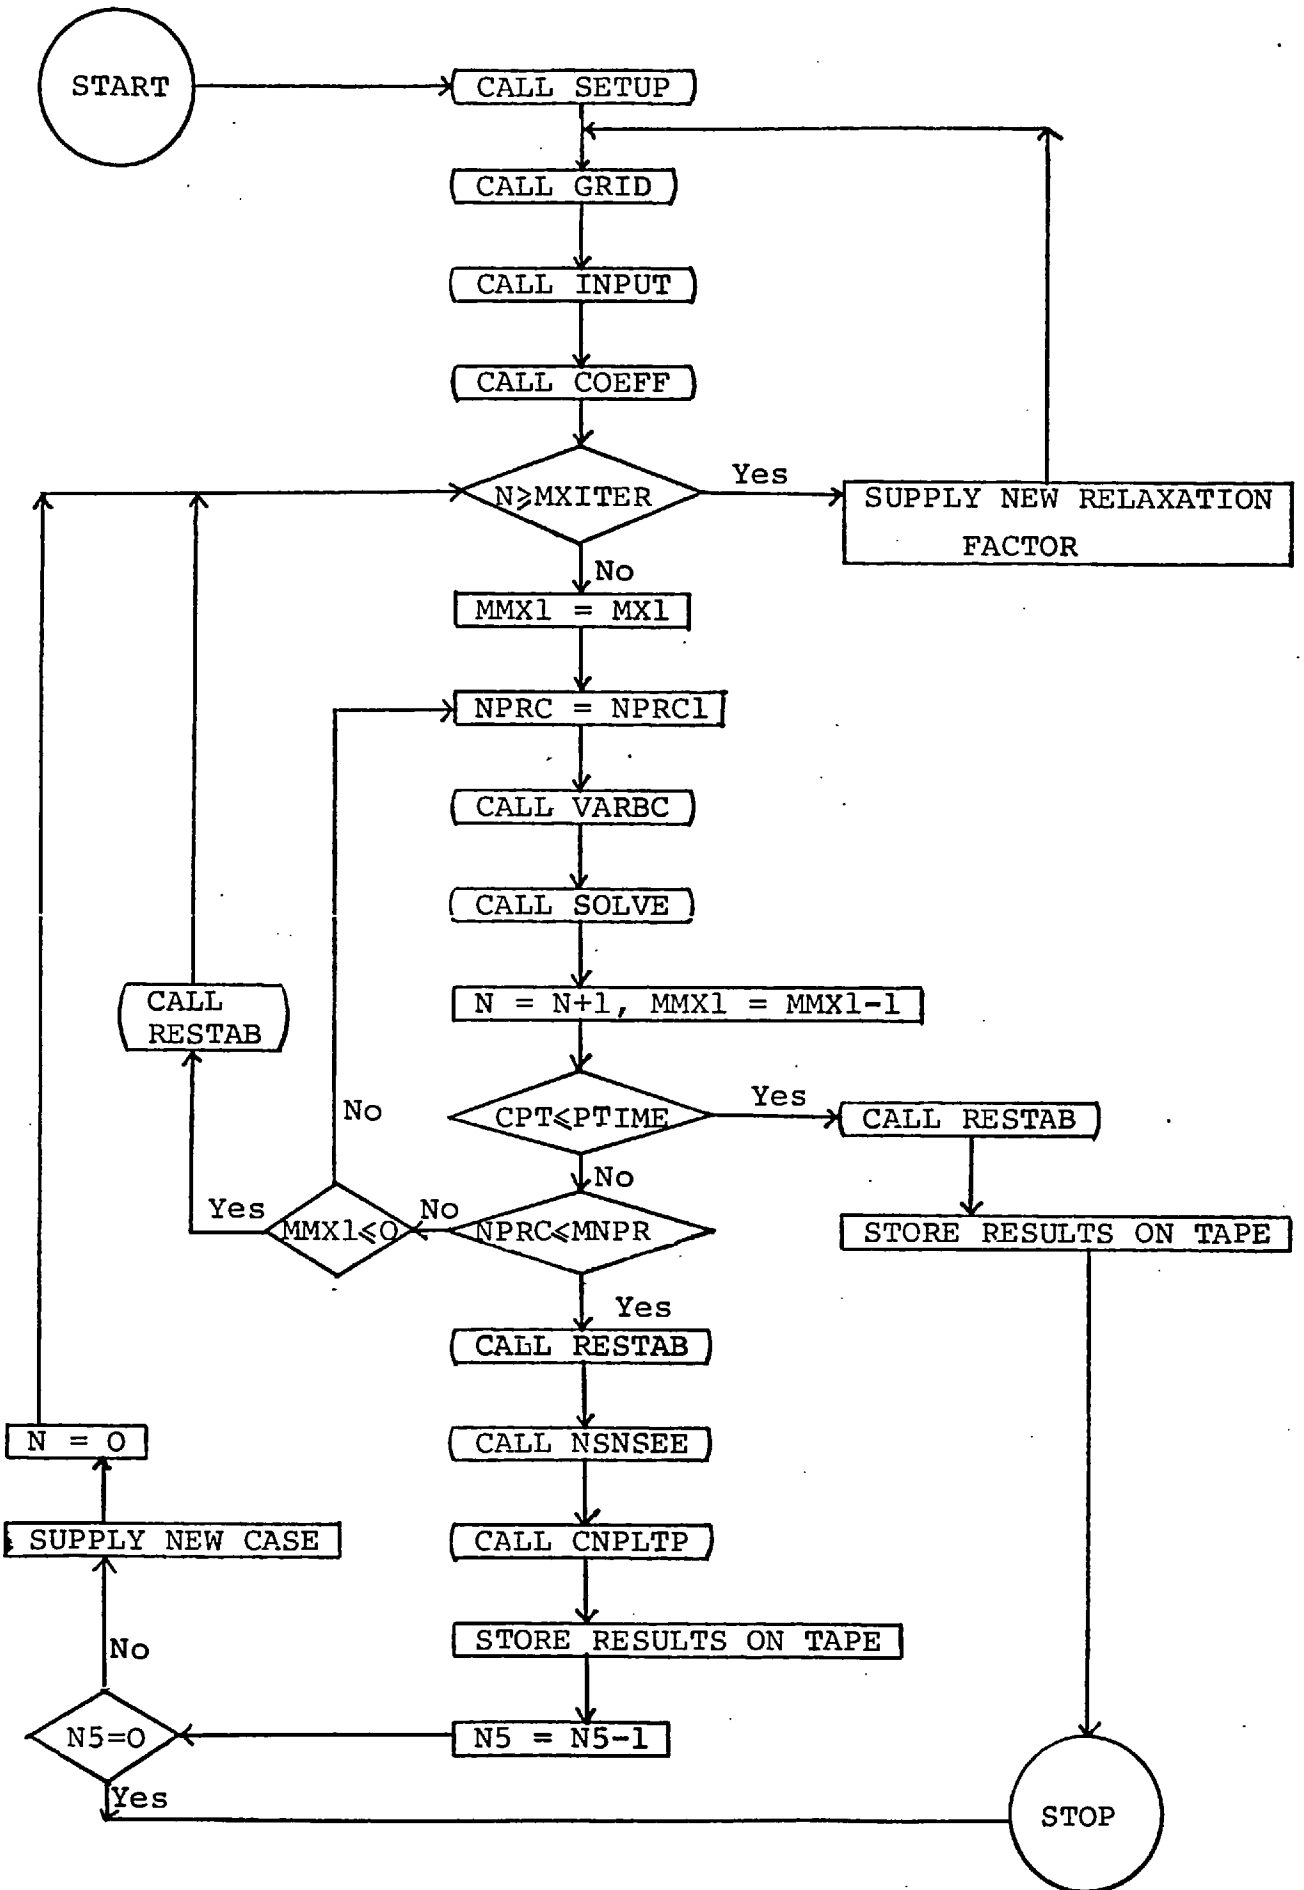 START
CALL SETUP
CALL GRID
CALL INPUT
CALL COEFF
N⩾MXITER
Yes
SUPPLY NEW RELAXATION
FACTOR
No
MMX1 = MX1
NPRC = NPRC1
CALL VARBC
CALL SOLVE
N = N+1, MMX1 = MMX1-1
CALL
RESTAB
No
CPT⩽PTIME
Yes
CALL RESTAB
No
Yes
MMX1⩽0
No
NPRC⩽MNPR
STORE RESULTS ON TAPE
Yes
CALL RESTAB
N = 0
CALL NSNSEE
SUPPLY NEW CASE
CALL CNPLTP
No
STORE RESULTS ON TAPE
N5=0
N5 = N5-1
Yes
STOP